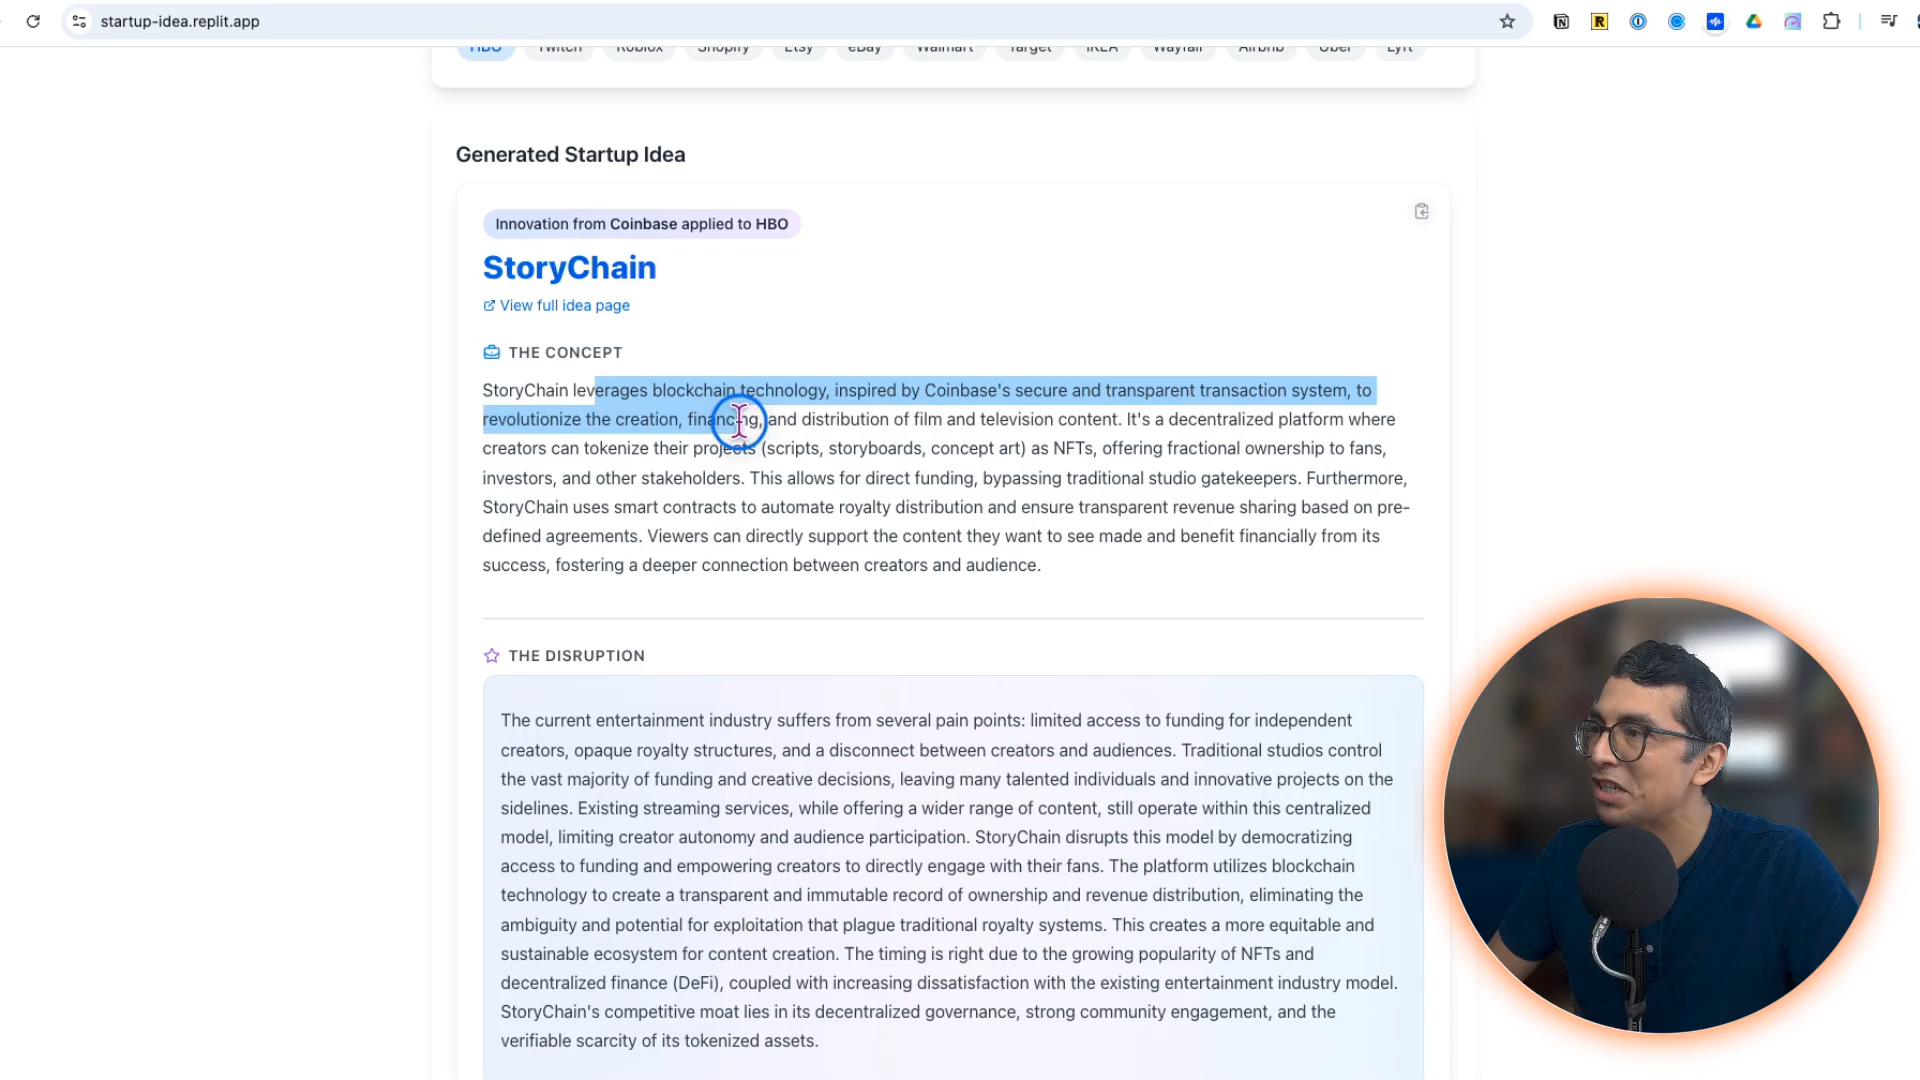 startup-idea.replit.app
HBO Twitch Roblox Shopify Etsy eBay Walmart Target IKEA Wayfair Airbnb Uber Lyft
Generated Startup Idea
Innovation from Coinbase applied to HBO
StoryChain
View full idea page
THE CONCEPT
StoryChain leverages blockchain technology, inspired by Coinbase's secure and transparent transaction system, to
revolutionize the creation, financing, and distribution of film and television content. It's a decentralized platform where
creators can tokenize their projects (scripts, storyboards, concept art) as NFTs, offering fractional ownership to fans,
investors, and other stakeholders. This allows for direct funding, bypassing traditional studio gatekeepers. Furthermore,
StoryChain uses smart contracts to automate royalty distribution and ensure transparent revenue sharing based on pre-
defined agreements. Viewers can directly support the content they want to see made and benefit financially from its
success, fostering a deeper connection between creators and audience.
THE DISRUPTION
The current entertainment industry suffers from several pain points: limited access to funding for independent
creators, opaque royalty structures, and a disconnect between creators and audiences. Traditional studios control
the vast majority of funding and creative decisions, leaving many talented individuals and innovative projects on the
sidelines. Existing streaming services, while offering a wider range of content, still operate within this centralized
model, limiting creator autonomy and audience participation. StoryChain disrupts this model by democratizing
access to funding and empowering creators to directly engage with their fans. The platform utilizes blockchain
technology to create a transparent and immutable record of ownership and revenue distribution, eliminating the
ambiguity and potential for exploitation that plague traditional royalty systems. This creates a more equitable and
sustainable ecosystem for content creation. The timing is right due to the growing popularity of NFTs and
decentralized finance (DeFi), coupled with increasing dissatisfaction with the existing entertainment industry model.
StoryChain's competitive moat lies in its decentralized governance, strong community engagement, and the
verifiable scarcity of its tokenized assets.